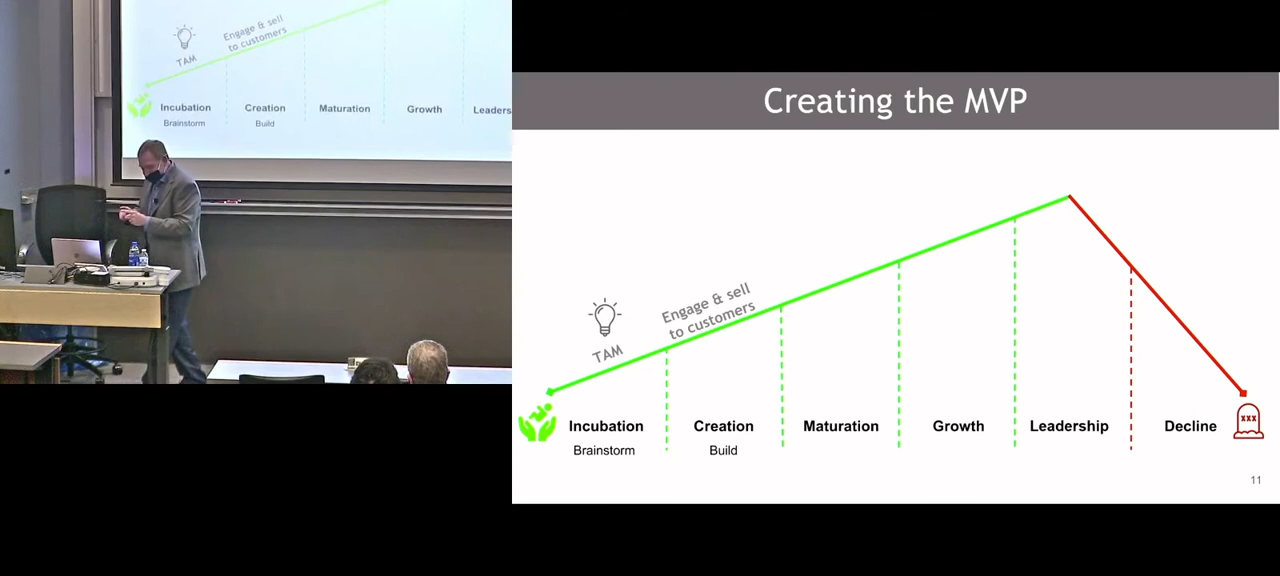 Engage & sell
to customers
TAM
Incubation
Creation
Maturation
Growth
Leaders
Brainstorm
Build
Creating the MVP
Engage & sell
to customers
TAM
Incubation
Creation
Maturation
Growth
Leadership
Decline
xxx
Brainstorm
Build
11